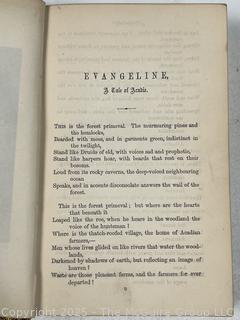 EVANGELINE,
A Tale of Acadie.
THIS is the forest primeval. The murmuring pines and
the hemlocks,
Bearded with moss, and in garments green, indistinct in
the twilight,
Stand like Druids of eld, with voices sad and prophetic,
Stand like harpers hoar, with beards that rest on their
bosoms.
Loud from its rocky caverns, the deep-voiced neighbouring
ocean
Speaks, and in accents disconsolate answers the wail of the
forest.
This is the forest primeval; but where are the hearts
that beneath it
Leaped like the roe, when he hears in the woodland the
voice of the huntsman!
Where is the thatch-roofed village, the home of Acadian
farmers,—
Men whose lives glided on like rivers that water the wood-
lands,
Darkened by shadows of earth, but reflecting an image of
heaven!
Waste are those pleasant farms, and the farmers for ever
departed!
© 2025